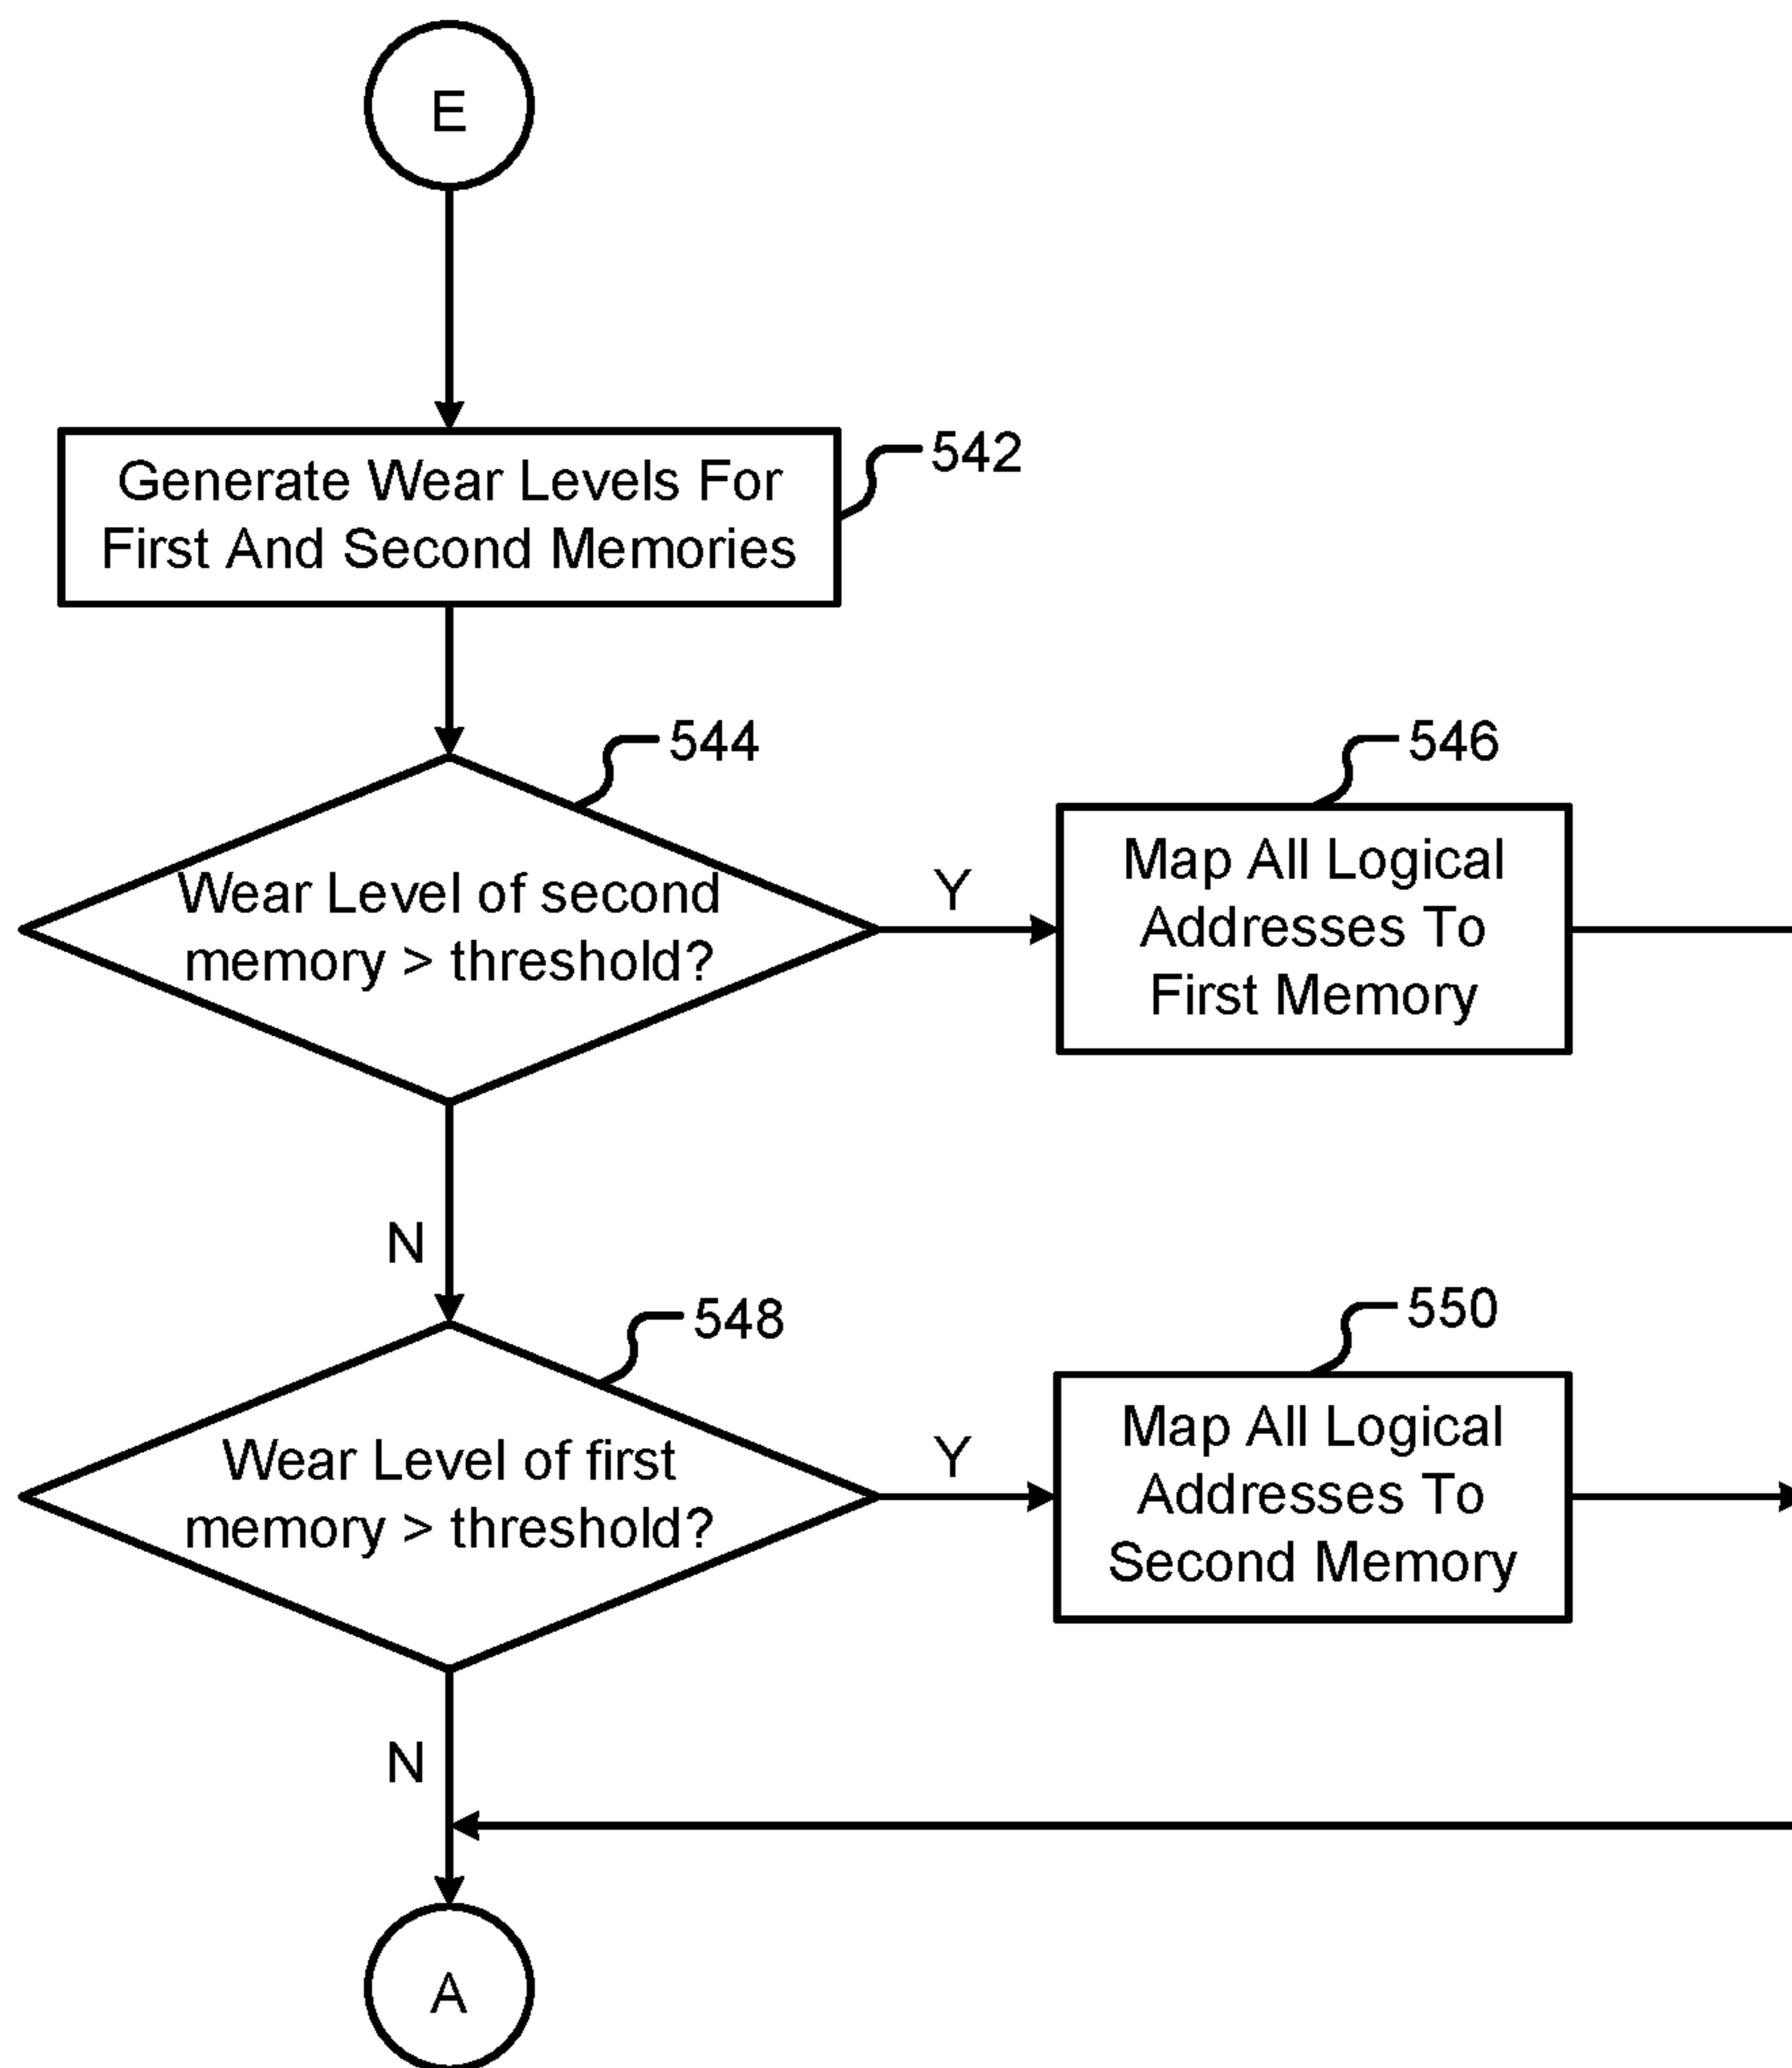 E
Generate Wear Levels For
First And Second Memories
542
544
Wear Level of second
memory > threshold?
Y
546
Map All Logical
Addresses To
First Memory
N
548
Wear Level of first
memory > threshold?
Y
550
Map All Logical
Addresses To
Second Memory
N
A